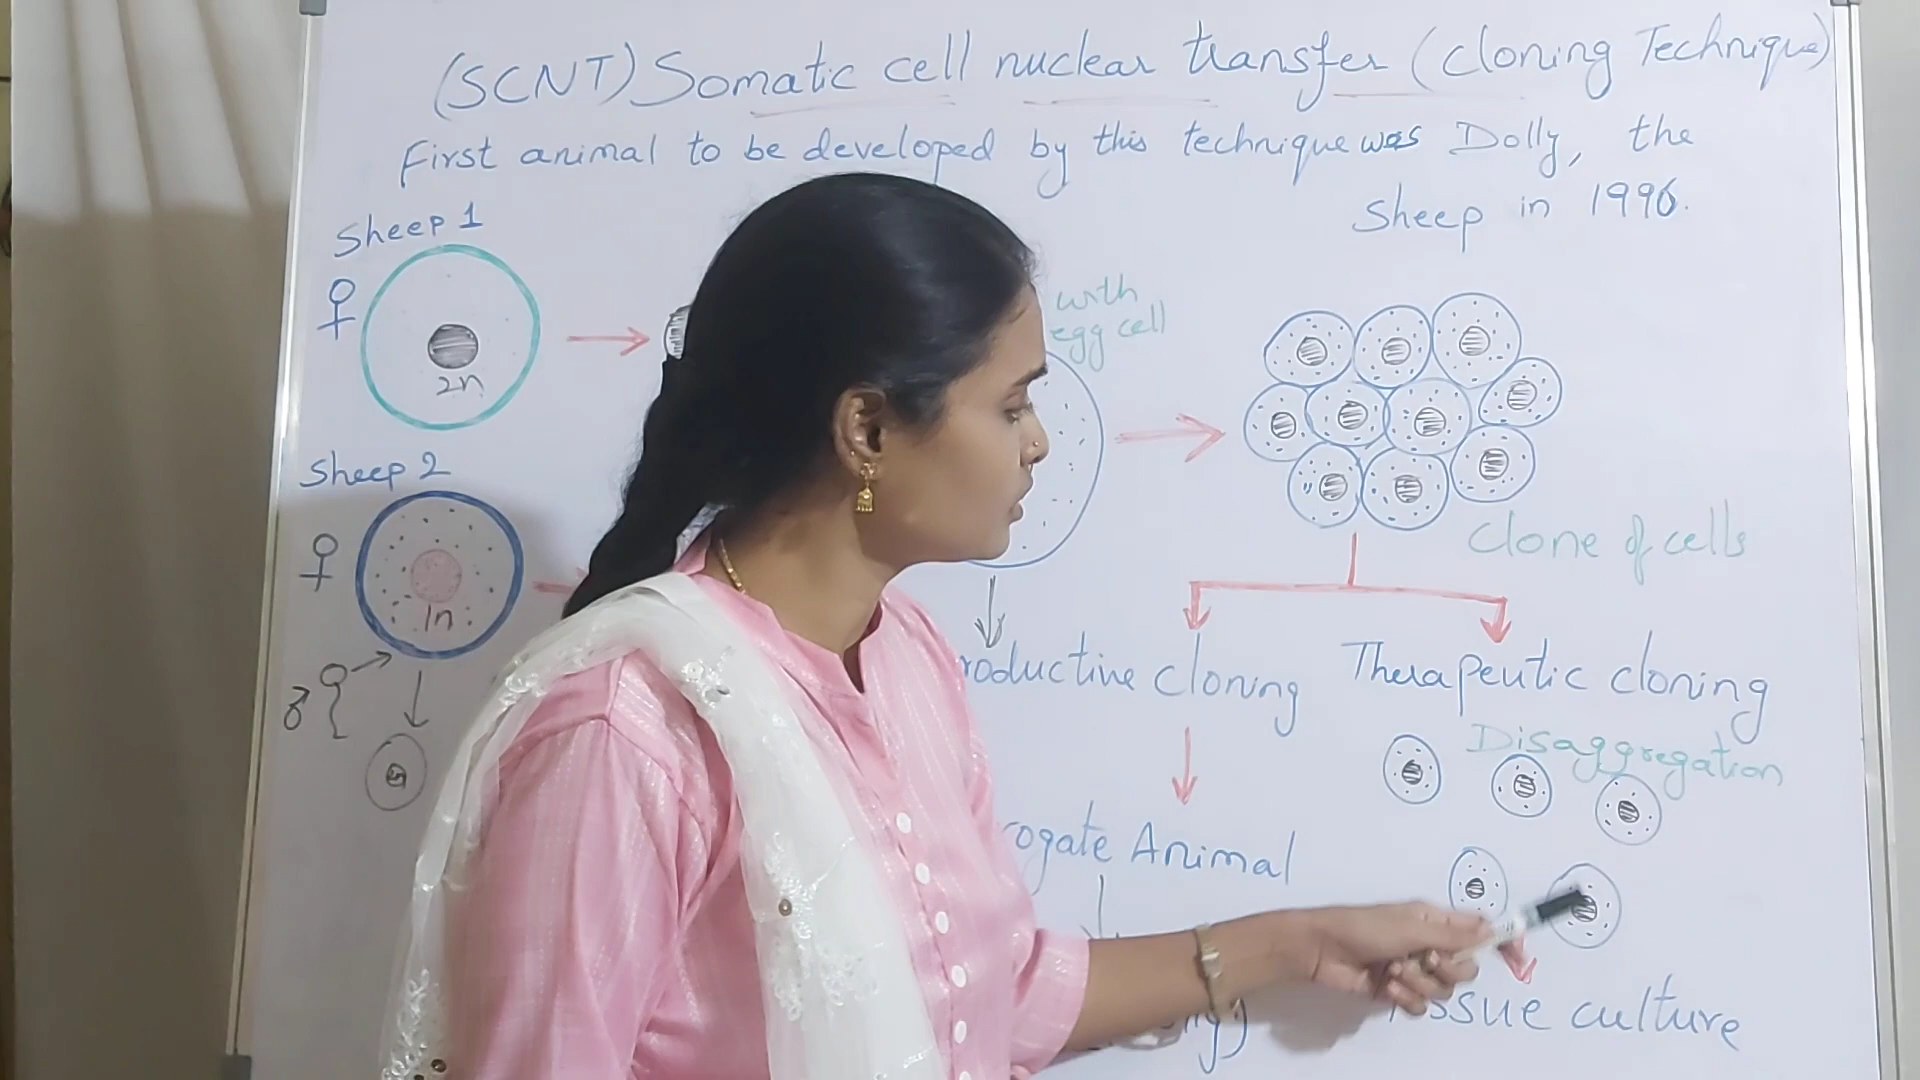 (SCNT) Somatic cell nuclear transfer (Cloning Technique)
First animal to be developed by this technique was Dolly, the
Sheep in 1996.
Sheep 1
♀
2n
with
egg cell
Sheep 2
♀
1n
♂
Clone of cells
roductive cloning
Therapeutic cloning
Disaggregation
rogate Animal
Tissue culture